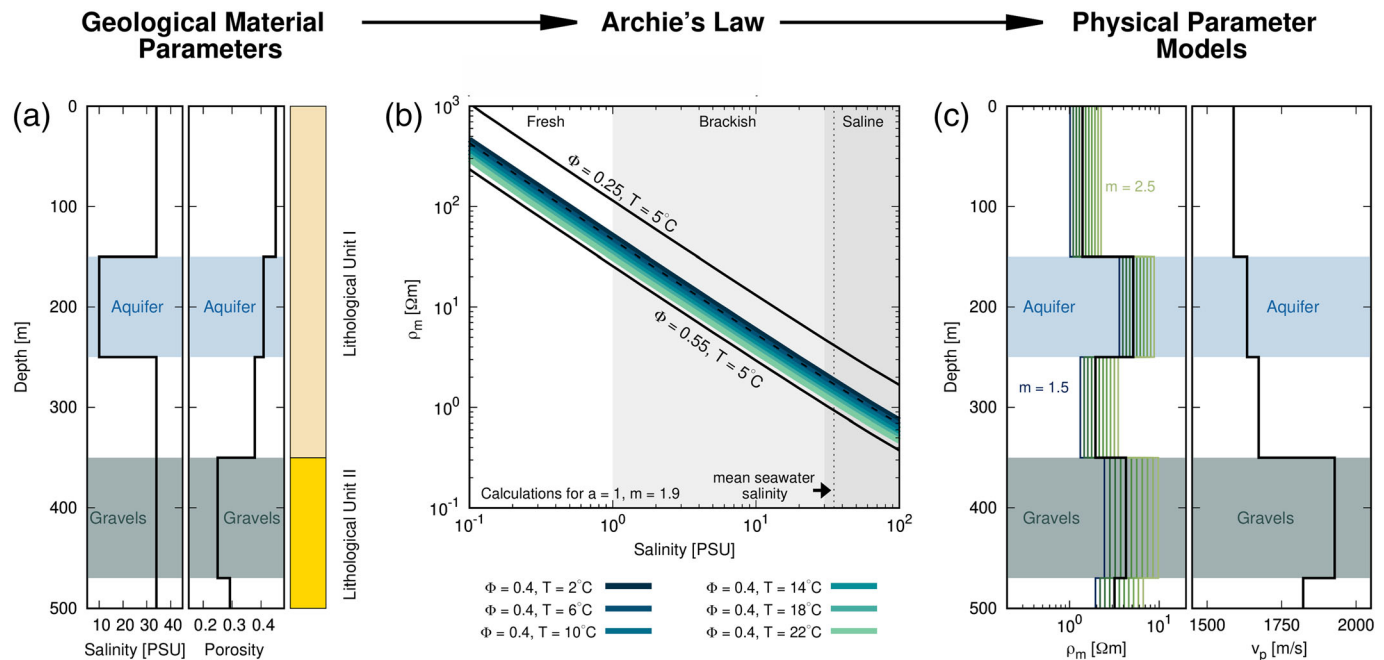 Geological Material
Parameters
Archie's Law
Physical Parameter
Models
(a)
0
100
200
300
400
500
Depth [m]
Aquifer
Gravels
10 20 30 40
Salinity [PSU]
Aquifer
Gravels
0.2 0.3 0.4
Porosity
Lithological Unit I
Lithological Unit II
(b)
10³
10²
10¹
10⁰
10⁻¹
ρm [Ωm]
Fresh
Brackish
Saline
Φ = 0.25, T = 5°C
Φ = 0.55, T = 5°C
mean seawater
salinity
Calculations for a = 1, m = 1.9
10⁻¹ 10⁰ 10¹ 10²
Salinity [PSU]
Φ = 0.4, T = 2°C
Φ = 0.4, T = 6°C
Φ = 0.4, T = 10°C
Φ = 0.4, T = 14°C
Φ = 0.4, T = 18°C
Φ = 0.4, T = 22°C
(c)
0
100
200
300
400
500
Depth [m]
m = 2.5
Aquifer
m = 1.5
Gravels
10⁰ 10¹
ρm [Ωm]
Aquifer
Gravels
1500 1750 2000
vp [m/s]